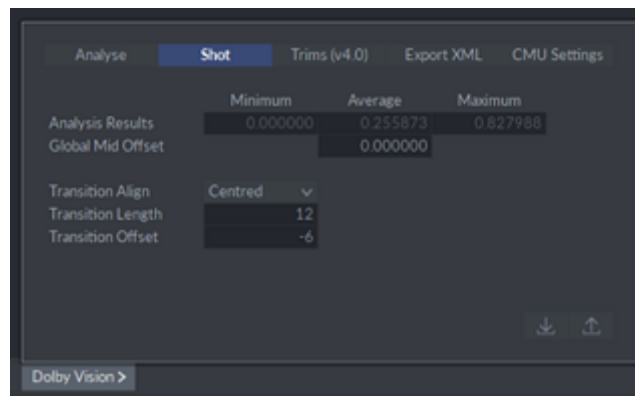 Analyse Shot Trims (v4.0) Export XML CMU Settings
Minimum Average Maximum
Analysis Results 0.000000 0.255873 0.827988
Global Mid Offset 0.000000
Transition Align Centred
Transition Length 12
Transition Offset -6
Dolby Vision >